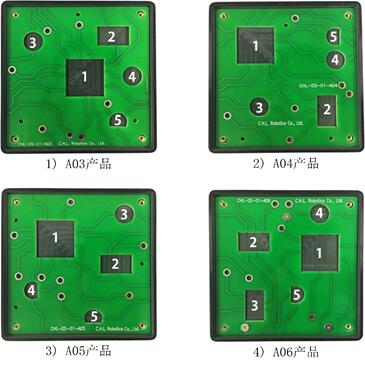 3
2
1
4
5
CHL-DS-01-A03 C.H.L. Robotics Co., Ltd.
1) A03产品
1
5
4
CHL-DS-01-A04
3
2
C.H.L. Robotics Co., Ltd.
2) A04产品
3
1
2
4
5
CHL-DS-01-A05 C.H.L. Robotics Co., Ltd.
3) A05产品
CHL-DS-01-A06 C.H.L. Robotics Co., Ltd.
4
2
1
3
5
4) A06产品